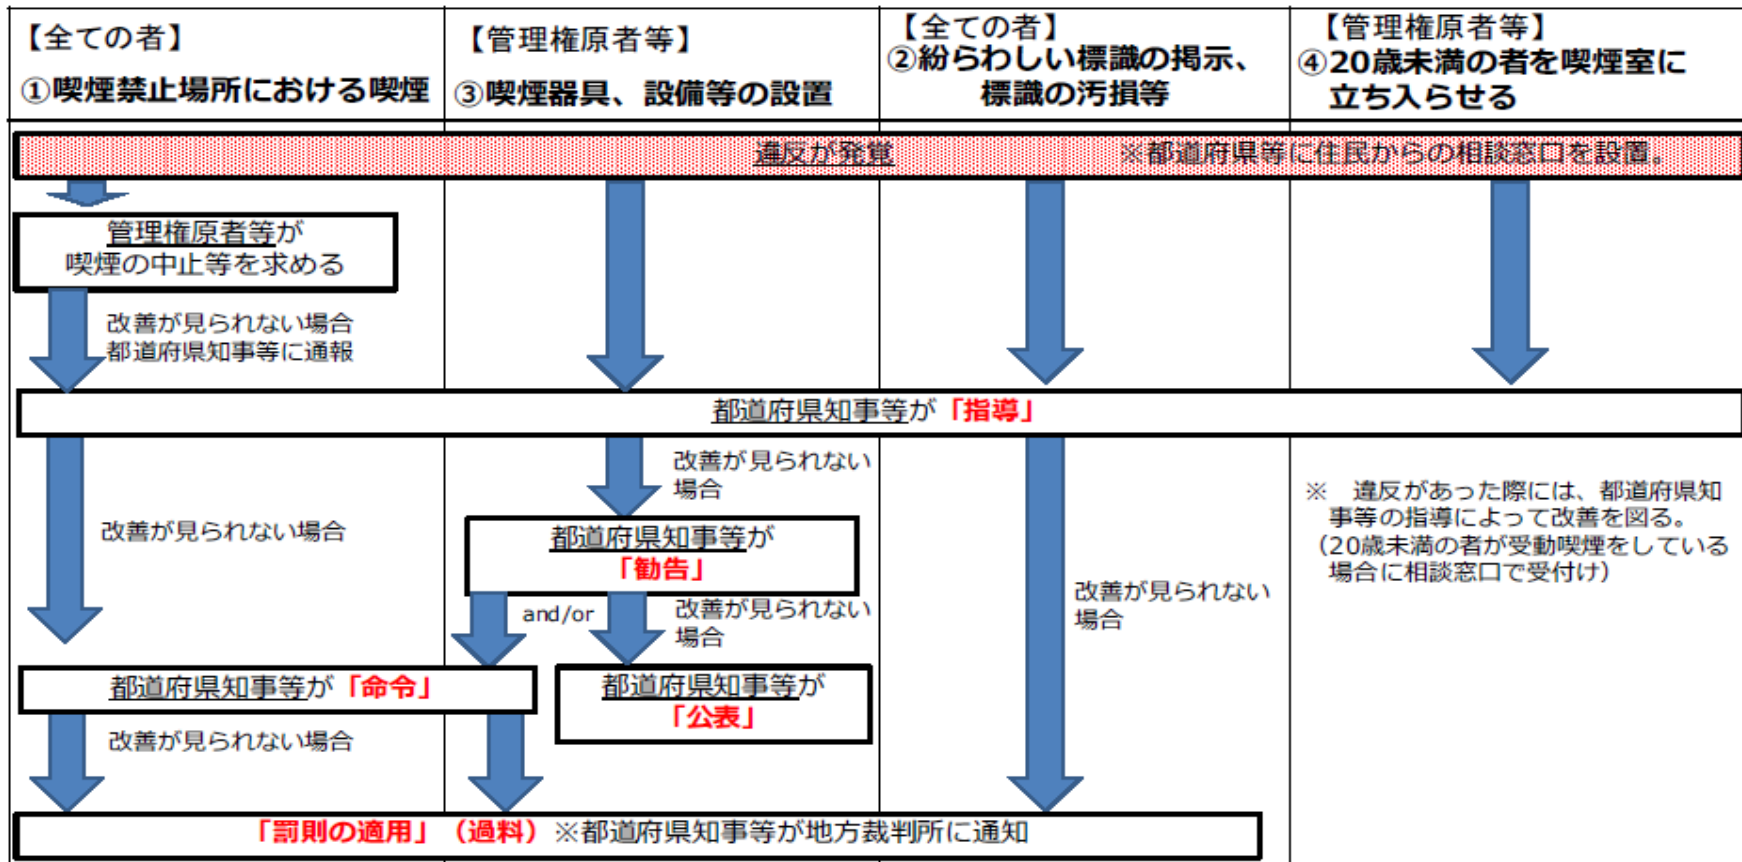 【全ての者】
①喫煙禁止場所における喫煙
【管理権原者等】
③喫煙器具、設備等の設置
【全ての者】
②紛らわしい標識の掲示、
標識の汚損等
【管理権原者等】
④20歳未満の者を喫煙室に
立ち入らせる
違反が発覚 ※都道府県等に住民からの相談窓口を設置。
管理権原者等が
喫煙の中止等を求める
改善が見られない場合
都道府県知事等に通報
都道府県知事等が「指導」
改善が見られない場合
改善が見られない
場合
都道府県知事等が
「勧告」
and/or
改善が見られない
場合
改善が見られない
場合
※ 違反があった際には、都道府県知
事等の指導によって改善を図る。
（20歳未満の者が受動喫煙をしている
場合に相談窓口で受付け）
都道府県知事等が「命令」
都道府県知事等が
「公表」
改善が見られない場合
「罰則の適用」（過料）※都道府県知事等が地方裁判所に通知